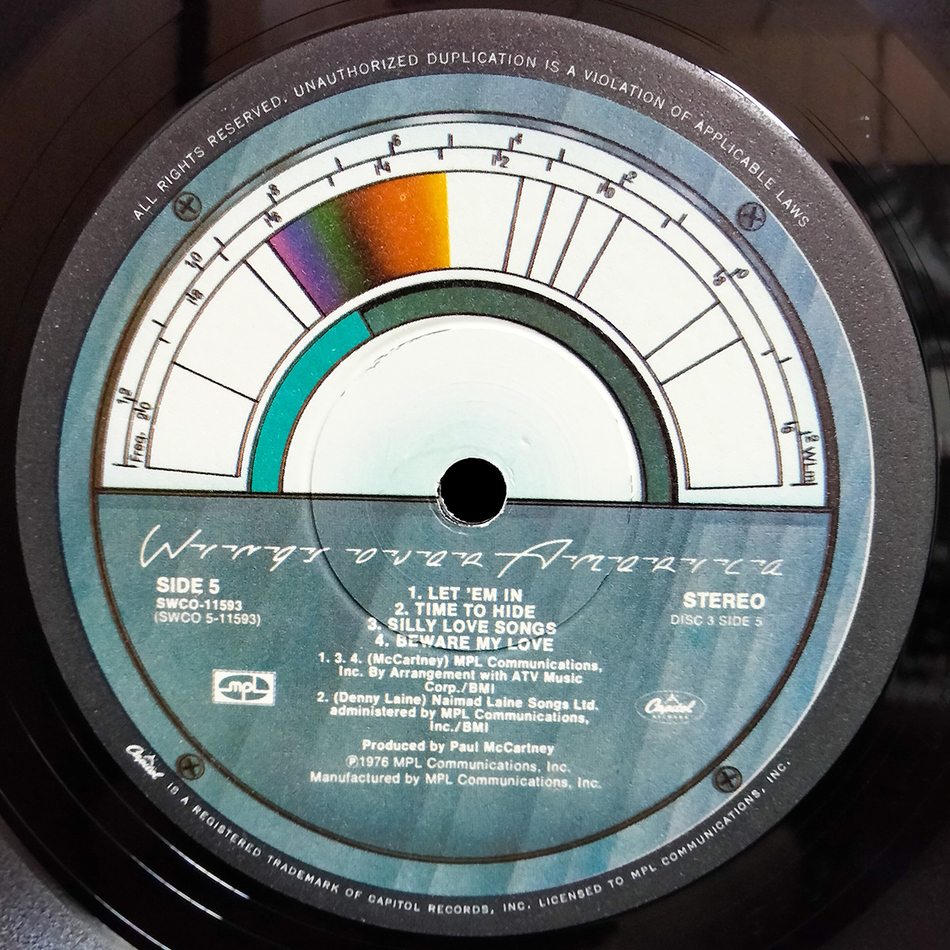 ALL RIGHTS RESERVED. UNAUTHORIZED DUPLICATION IS A VIOLATION OF APPLICABLE LAWS
SIDE 5
SWCO-11593
(SWCO 5-11593)
1. LET 'EM IN
2. TIME TO HIDE
3. SILLY LOVE SONGS
4. BEWARE MY LOVE
STEREO
DISC 3 SIDE 5
1. 3. 4. (McCartney) MPL Communications,
Inc. By Arrangement with ATV Music
Corp./BMI
2. (Denny Laine) Naimad Laine Songs Ltd.
administered by MPL Communications,
Inc./BMI
mpl
Capitol
Produced by Paul McCartney
℗1976 MPL Communications, Inc.
Manufactured by MPL Communications, Inc.
Capitol IS A REGISTERED TRADEMARK OF CAPITOL RECORDS, INC. LICENSED TO MPL COMMUNICATIONS, INC.